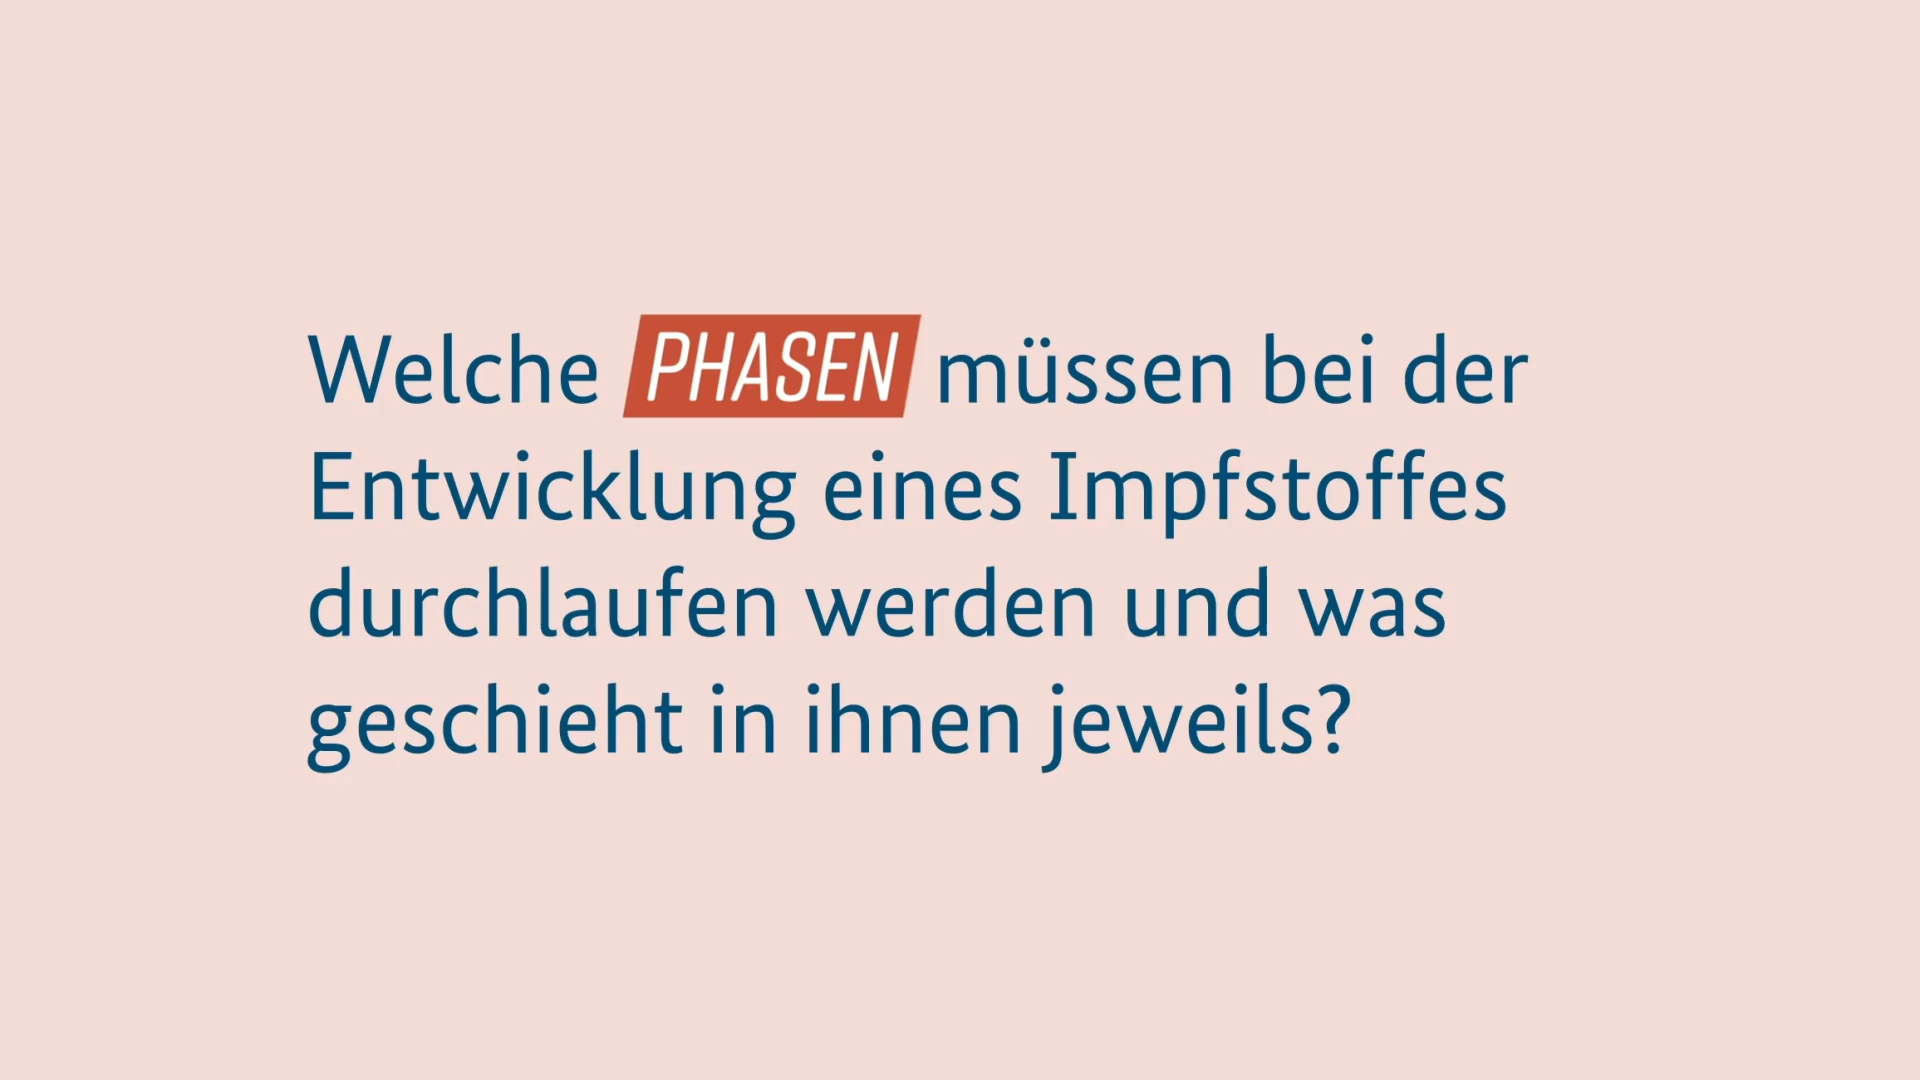 Welche PHASEN müssen bei der
Entwicklung eines Impfstoffes
durchlaufen werden und was
geschieht in ihnen jeweils?